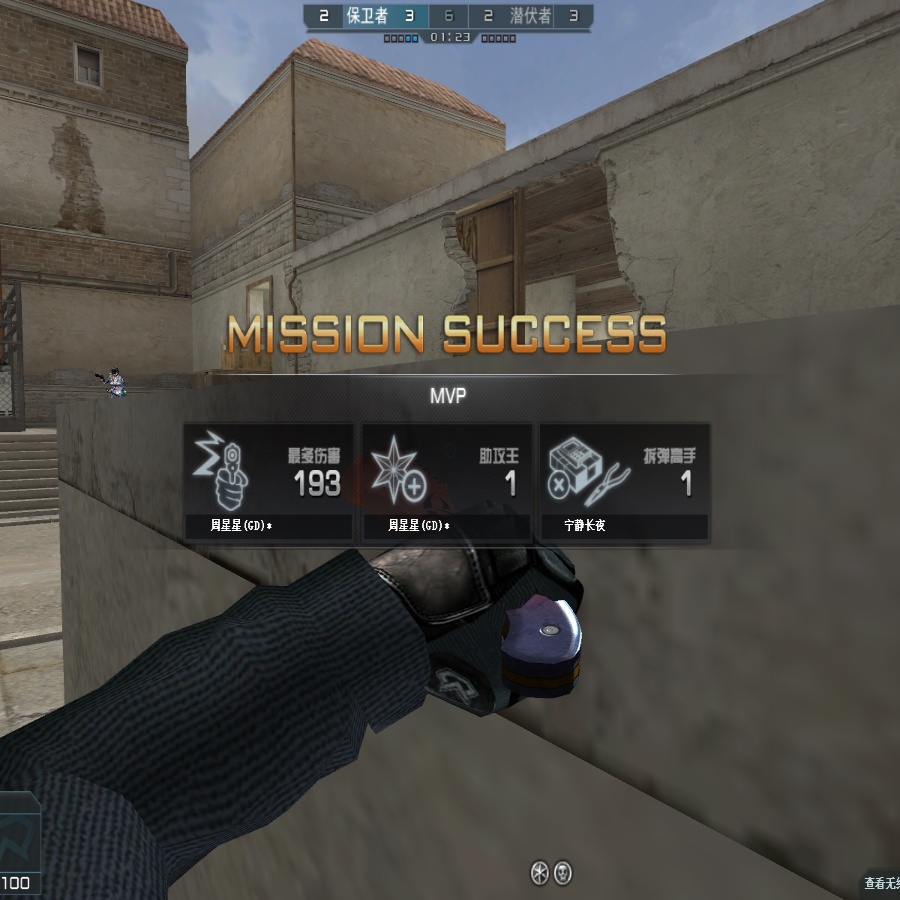 2 保卫者 3 6 2 潜伏者 3
01:23
MISSION SUCCESS
MVP
最多伤害
193
周星星(GD)*
助攻王
1
周星星(GD)*
拆弹高手
1
宁静长夜
100
查看无